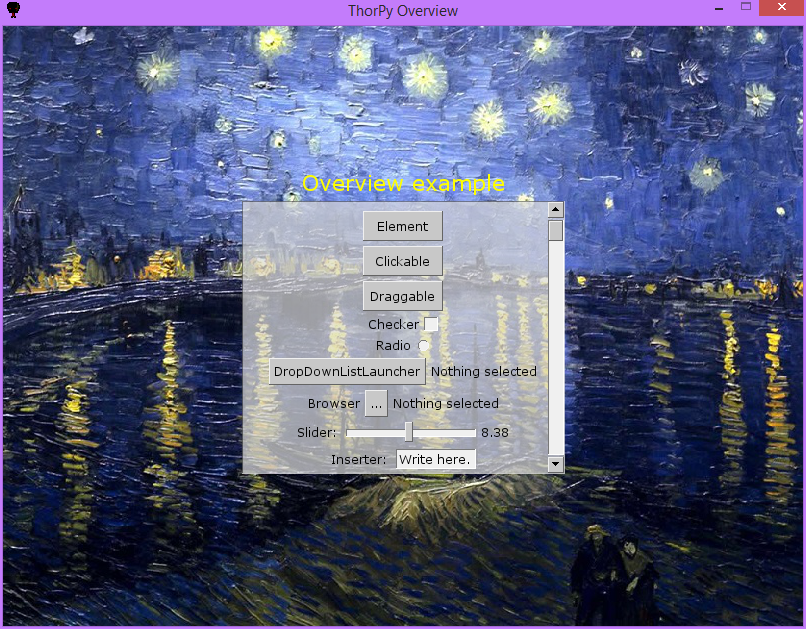 ThorPy Overview
Overview example
Element
Clickable
Draggable
Checker
Radio
DropDownListLauncher Nothing selected
Browser ... Nothing selected
Slider: 8.38
Inserter: Write here.